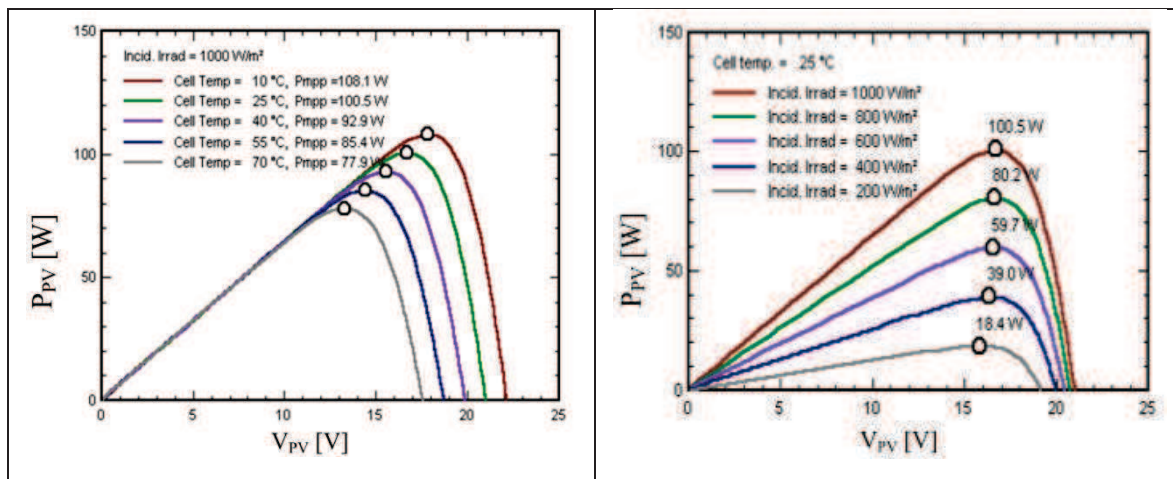 150
Incid. Irrad = 1000 W/m²
Cell Temp = 10 °C, Pmpp=108.1 W
Cell Temp = 25 °C, Pmpp=100.5 W
Cell Temp = 40 °C, Pmpp= 92.9 W
Cell Temp = 55 °C, Pmpp= 85.4 W
Cell Temp = 70 °C, Pmpp= 77.9 W
100
50
0
P_PV [W]
0 5 10 15 20 25
V_PV [V]
150
Cell temp. = 25 °C
Incid. Irrad = 1000 W/m²
Incid. Irrad = 800 W/m²
Incid. Irrad = 600 W/m²
Incid. Irrad = 400 W/m²
Incid. Irrad = 200 W/m²
100.5 W
80.2 W
59.7 W
39.0 W
18.4 W
100
50
0
P_PV [W]
0 5 10 15 20 25
V_PV [V]